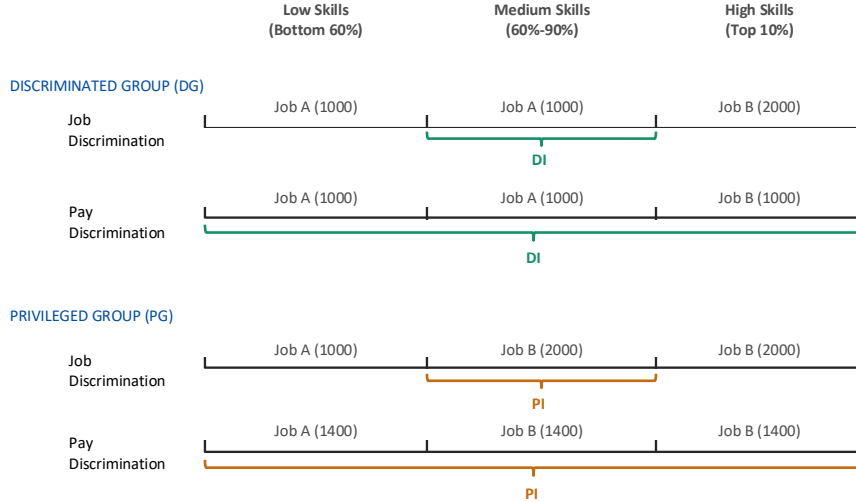 Low Skills Medium Skills High Skills
(Bottom 60%) (60%-90%) (Top 10%)
DISCRIMINATED GROUP (DG)
Job Discrimination Job A (1000) Job A (1000) Job B (2000)
DI
Pay Discrimination Job A (1000) Job A (1000) Job B (1000)
DI
PRIVILEGED GROUP (PG)
Job Discrimination Job A (1000) Job B (2000) Job B (2000)
PI
Pay Discrimination Job A (1400) Job B (1400) Job B (1400)
PI